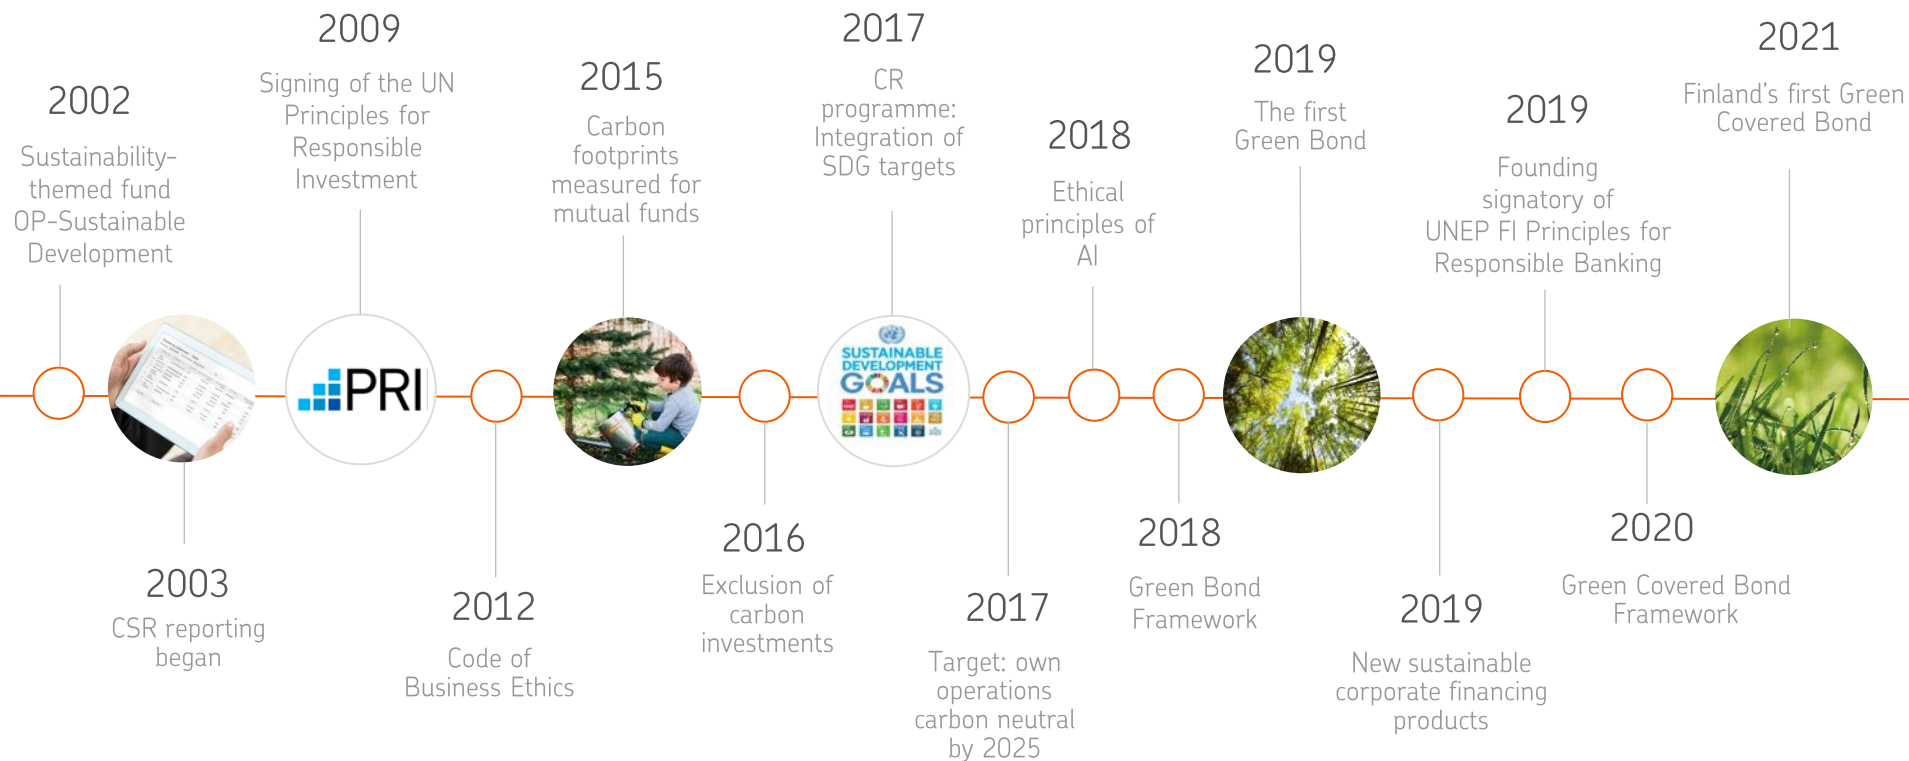 2002
Sustainability-
themed fund
OP-Sustainable
Development
2003
CSR reporting
began
2009
Signing of the UN
Principles for
Responsible
Investment
PRI
2012
Code of
Business Ethics
2015
Carbon
footprints
measured for
mutual funds
2016
Exclusion of
carbon
investments
2017
CR
programme:
Integration of
SDG targets
SUSTAINABLE
DEVELOPMENT
GOALS
2017
Target: own
operations
carbon neutral
by 2025
2018
Ethical
principles of
AI
2018
Green Bond
Framework
2019
The first
Green Bond
2019
New sustainable
corporate financing
products
2019
Founding
signatory of
UNEP FI Principles for
Responsible Banking
2020
Green Covered Bond
Framework
2021
Finland's first Green
Covered Bond